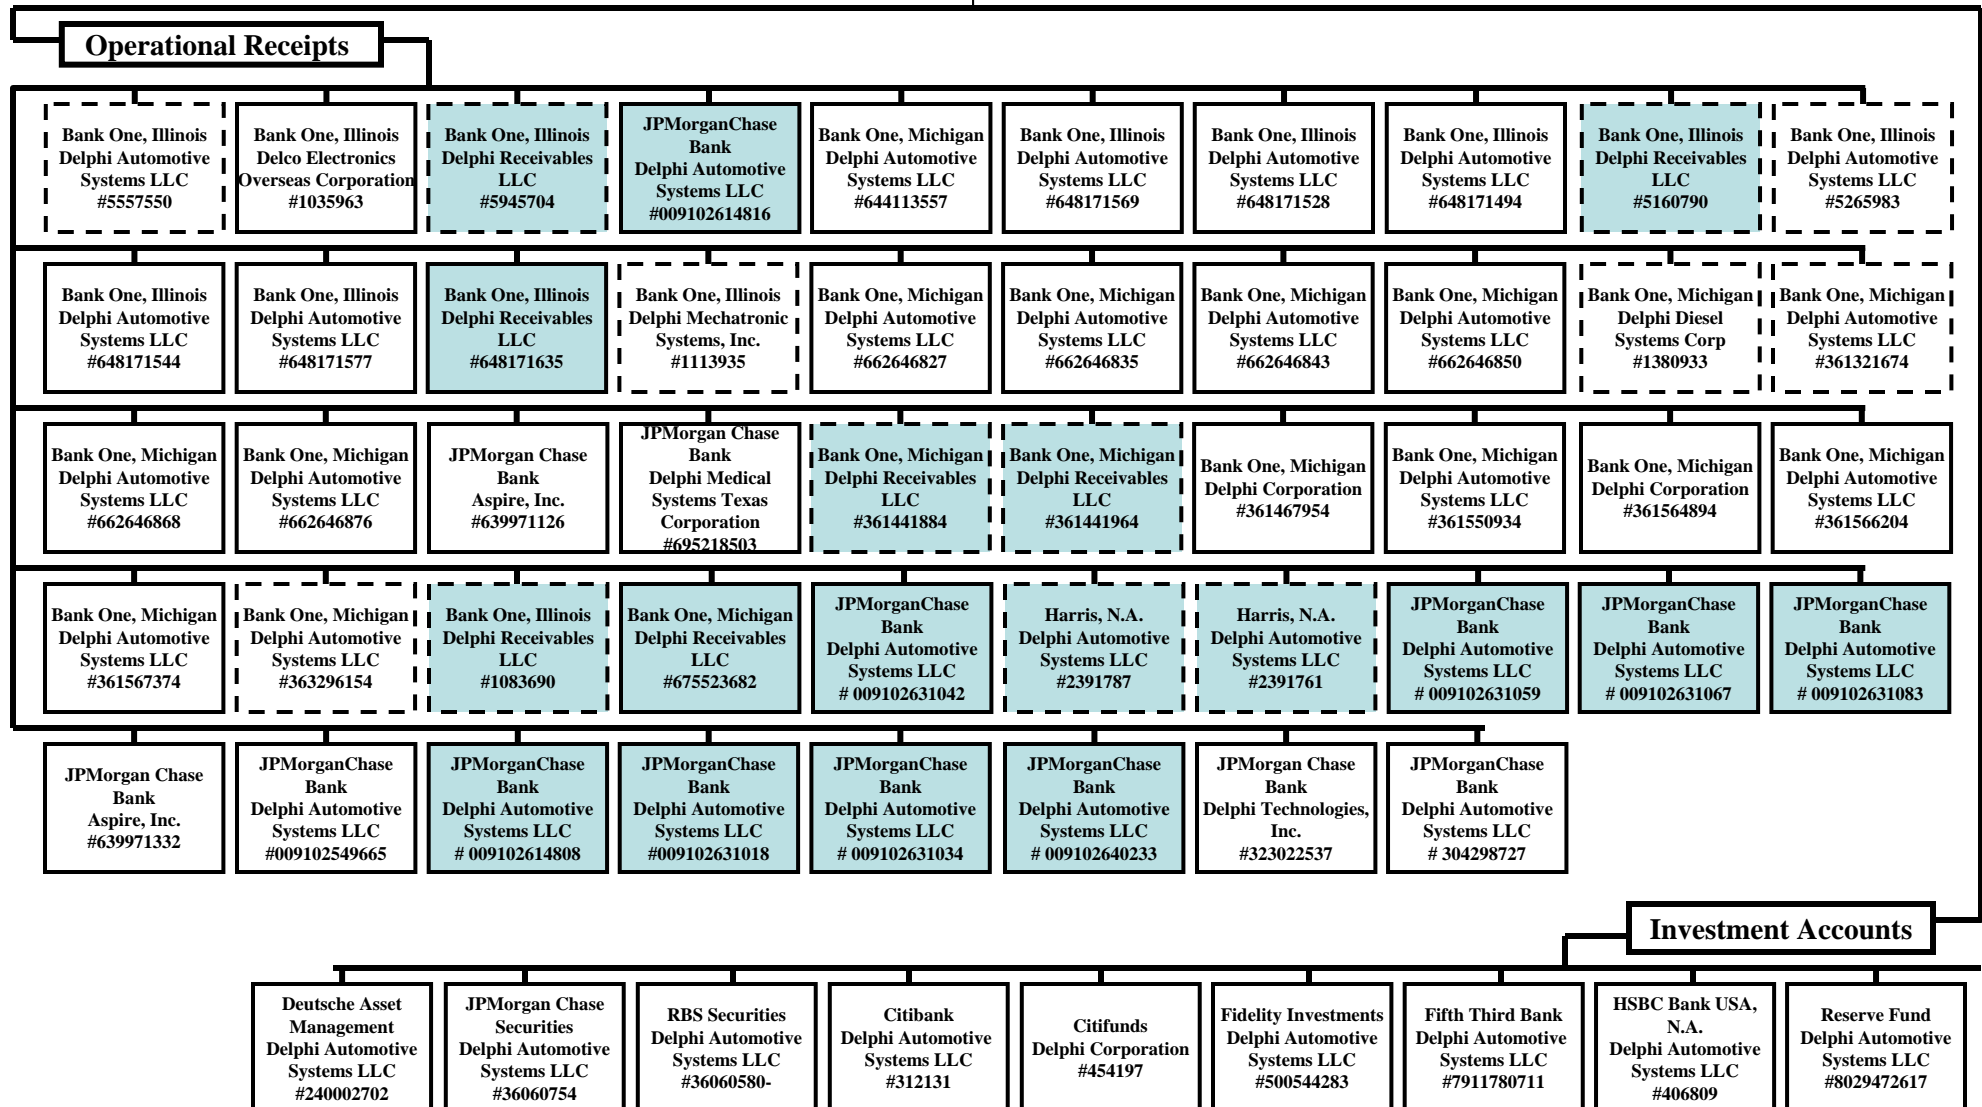 Operational Receipts
Bank One, Illinois
Delphi Automotive
Systems LLC
#5557550
Bank One, Illinois
Delco Electronics
Overseas Corporation
#1035963
Bank One, Illinois
Delphi Receivables
LLC
#5945704
JPMorganChase
Bank
Delphi Automotive
Systems LLC
#009102614816
Bank One, Michigan
Delphi Automotive
Systems LLC
#644113557
Bank One, Illinois
Delphi Automotive
Systems LLC
#648171569
Bank One, Illinois
Delphi Automotive
Systems LLC
#648171528
Bank One, Illinois
Delphi Automotive
Systems LLC
#648171494
Bank One, Illinois
Delphi Receivables
LLC
#5160790
Bank One, Illinois
Delphi Automotive
Systems LLC
#5265983
Bank One, Illinois
Delphi Automotive
Systems LLC
#648171544
Bank One, Illinois
Delphi Automotive
Systems LLC
#648171577
Bank One, Illinois
Delphi Receivables
LLC
#648171635
Bank One, Illinois
Delphi Mechatronic
Systems, Inc.
#1113935
Bank One, Michigan
Delphi Automotive
Systems LLC
#662646827
Bank One, Michigan
Delphi Automotive
Systems LLC
#662646835
Bank One, Michigan
Delphi Automotive
Systems LLC
#662646843
Bank One, Michigan
Delphi Automotive
Systems LLC
#662646850
Bank One, Michigan
Delphi Diesel
Systems Corp
#1380933
Bank One, Michigan
Delphi Automotive
Systems LLC
#361321674
Bank One, Michigan
Delphi Automotive
Systems LLC
#662646868
Bank One, Michigan
Delphi Automotive
Systems LLC
#662646876
JPMorgan Chase
Bank
Aspire, Inc.
#639971126
JPMorgan Chase
Bank
Delphi Medical
Systems Texas
Corporation
#695218503
Bank One, Michigan
Delphi Receivables
LLC
#361441884
Bank One, Michigan
Delphi Receivables
LLC
#361441964
Bank One, Michigan
Delphi Corporation
#361467954
Bank One, Michigan
Delphi Automotive
Systems LLC
#361550934
Bank One, Michigan
Delphi Corporation
#361564894
Bank One, Michigan
Delphi Automotive
Systems LLC
#361566204
Bank One, Michigan
Delphi Automotive
Systems LLC
#361567374
Bank One, Michigan
Delphi Automotive
Systems LLC
#363296154
Bank One, Illinois
Delphi Receivables
LLC
#1083690
Bank One, Michigan
Delphi Receivables
LLC
#675523682
JPMorganChase
Bank
Delphi Automotive
Systems LLC
# 009102631042
Harris, N.A.
Delphi Automotive
Systems LLC
#2391787
Harris, N.A.
Delphi Automotive
Systems LLC
#2391761
JPMorganChase
Bank
Delphi Automotive
Systems LLC
# 009102631059
JPMorganChase
Bank
Delphi Automotive
Systems LLC
# 009102631067
JPMorganChase
Bank
Delphi Automotive
Systems LLC
# 009102631083
JPMorgan Chase
Bank
Aspire, Inc.
#639971332
JPMorganChase
Bank
Delphi Automotive
Systems LLC
#009102549665
JPMorganChase
Bank
Delphi Automotive
Systems LLC
# 009102614808
JPMorganChase
Bank
Delphi Automotive
Systems LLC
#009102631018
JPMorganChase
Bank
Delphi Automotive
Systems LLC
# 009102631034
JPMorganChase
Bank
Delphi Automotive
Systems LLC
# 009102640233
JPMorgan Chase
Bank
Delphi Technologies,
Inc.
#323022537
JPMorganChase
Bank
Delphi Automotive
Systems LLC
# 304298727
Investment Accounts
Deutsche Asset
Management
Delphi Automotive
Systems LLC
#240002702
JPMorgan Chase
Securities
Delphi Automotive
Systems LLC
#36060754
RBS Securities
Delphi Automotive
Systems LLC
#36060580-
Citibank
Delphi Automotive
Systems LLC
#312131
Citifunds
Delphi Corporation
#454197
Fidelity Investments
Delphi Automotive
Systems LLC
#500544283
Fifth Third Bank
Delphi Automotive
Systems LLC
#7911780711
HSBC Bank USA,
N.A.
Delphi Automotive
Systems LLC
#406809
Reserve Fund
Delphi Automotive
Systems LLC
#8029472617